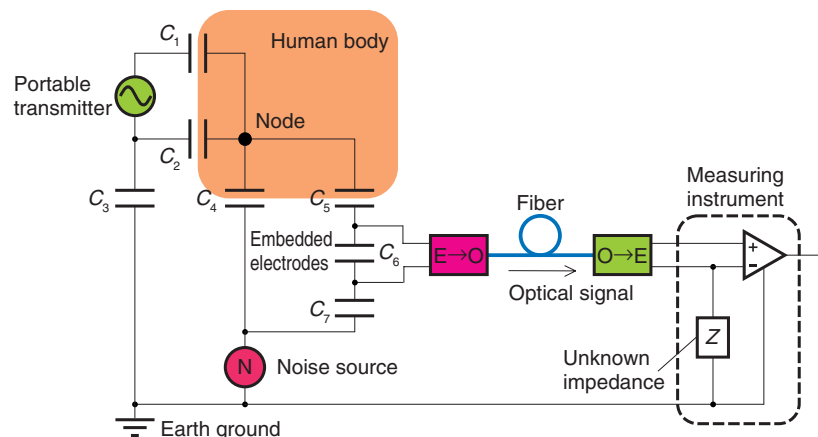 C1
Human body
Portable
transmitter
Node
C2
C3
C4
C5
Embedded
electrodes
C6
C7
E→O
Fiber
O→E
Optical signal
Measuring
instrument
+
−
Z
Unknown
impedance
N
Noise source
Earth ground